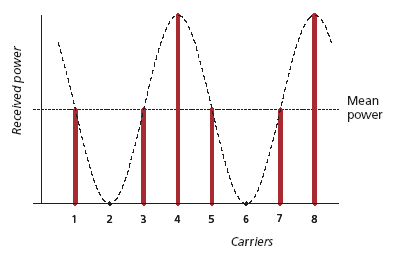 Received power
Mean
power
1 2 3 4 5 6 7 8
Carriers